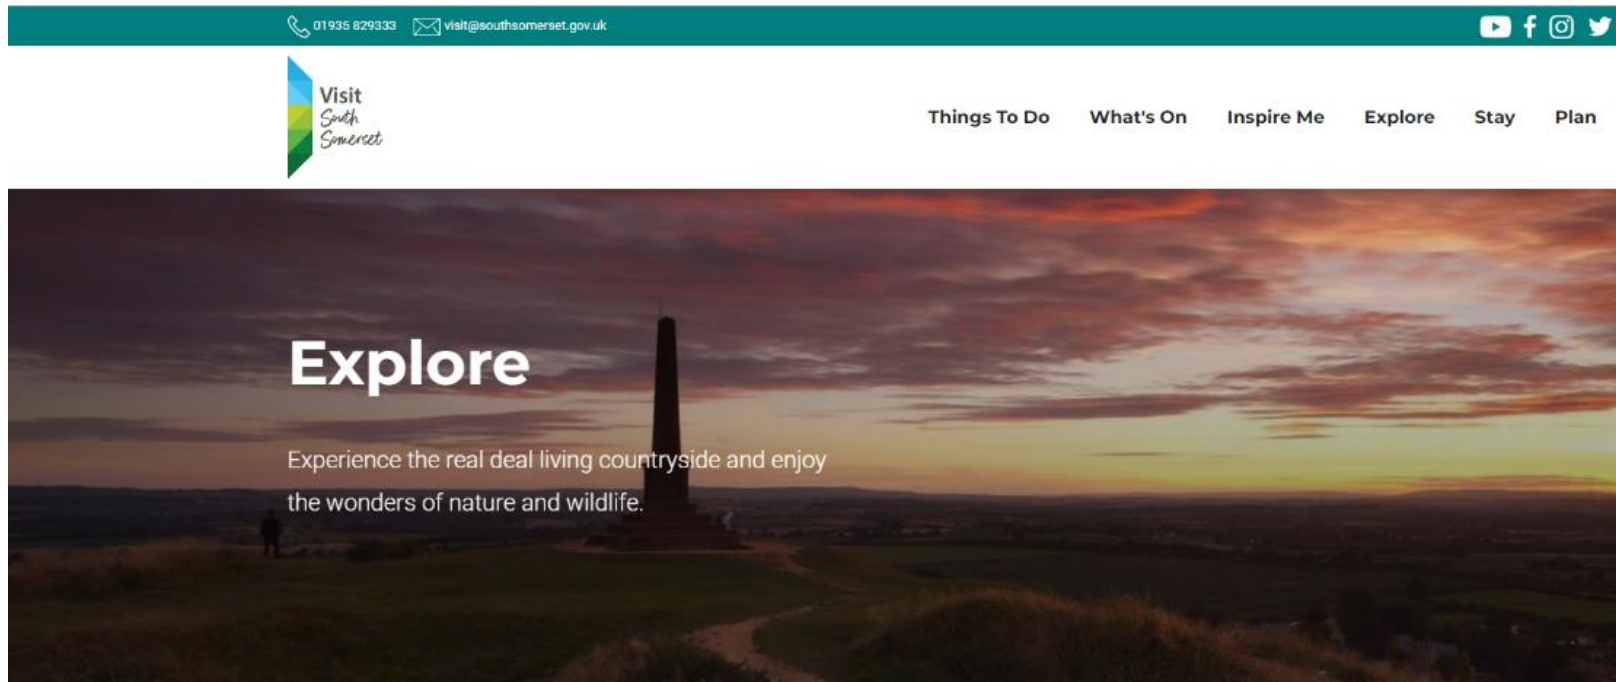 01935 829333 visit@southsomerset.gov.uk
Visit
South
Somerset
Things To Do What's On Inspire Me Explore Stay Plan
Explore
Experience the real deal living countryside and enjoy
the wonders of nature and wildlife.